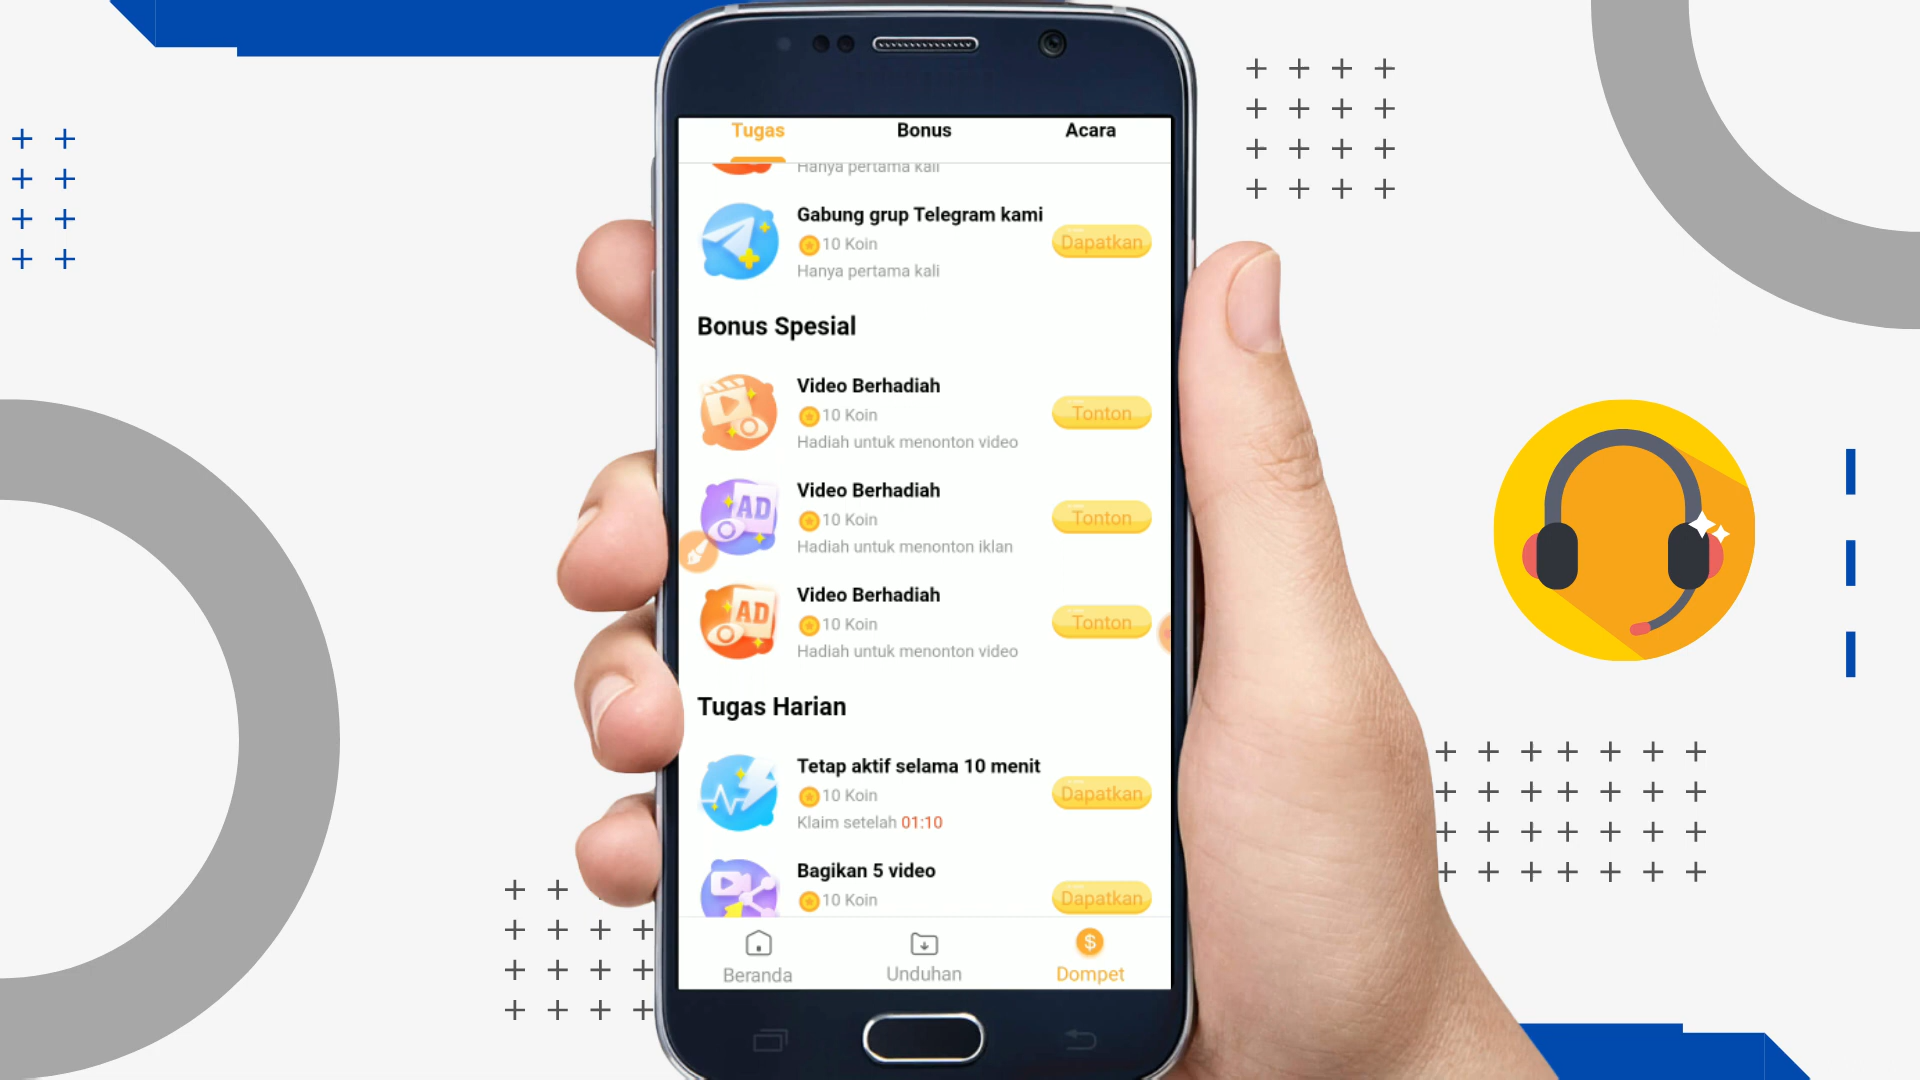 Tugas Bonus Acara
Hanya pertama kali
Gabung grup Telegram kami
10 Koin
Dapatkan
Hanya pertama kali
Bonus Spesial
Video Berhadiah
10 Koin
Tonton
Hadiah untuk menonton video
Video Berhadiah
AD
10 Koin
Tonton
Hadiah untuk menonton iklan
Video Berhadiah
AD
10 Koin
Tonton
Hadiah untuk menonton video
Tugas Harian
Tetap aktif selama 10 menit
10 Koin
Dapatkan
Klaim setelah 01:10
Bagikan 5 video
10 Koin
Dapatkan
$
Beranda Unduhan Dompet